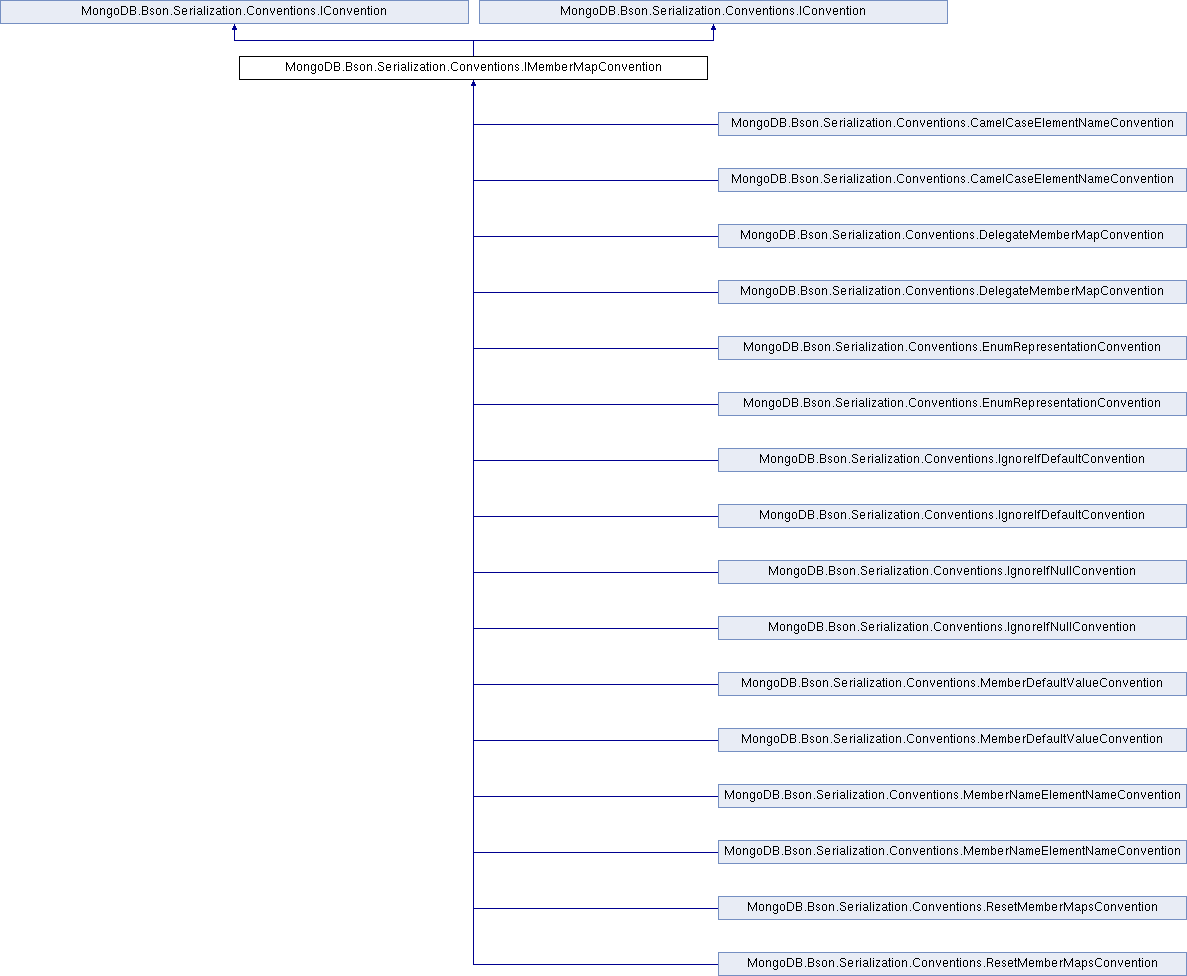 MongoDB.Bson.Serialization.Conventions.IConvention
MongoDB.Bson.Serialization.Conventions.IConvention
MongoDB.Bson.Serialization.Conventions.IMemberMapConvention
MongoDB.Bson.Serialization.Conventions.CamelCaseElementNameConvention
MongoDB.Bson.Serialization.Conventions.CamelCaseElementNameConvention
MongoDB.Bson.Serialization.Conventions.DelegateMemberMapConvention
MongoDB.Bson.Serialization.Conventions.DelegateMemberMapConvention
MongoDB.Bson.Serialization.Conventions.EnumRepresentationConvention
MongoDB.Bson.Serialization.Conventions.EnumRepresentationConvention
MongoDB.Bson.Serialization.Conventions.IgnoreIfDefaultConvention
MongoDB.Bson.Serialization.Conventions.IgnoreIfDefaultConvention
MongoDB.Bson.Serialization.Conventions.IgnoreIfNullConvention
MongoDB.Bson.Serialization.Conventions.IgnoreIfNullConvention
MongoDB.Bson.Serialization.Conventions.MemberDefaultValueConvention
MongoDB.Bson.Serialization.Conventions.MemberDefaultValueConvention
MongoDB.Bson.Serialization.Conventions.MemberNameElementNameConvention
MongoDB.Bson.Serialization.Conventions.MemberNameElementNameConvention
MongoDB.Bson.Serialization.Conventions.ResetMemberMapsConvention
MongoDB.Bson.Serialization.Conventions.ResetMemberMapsConvention